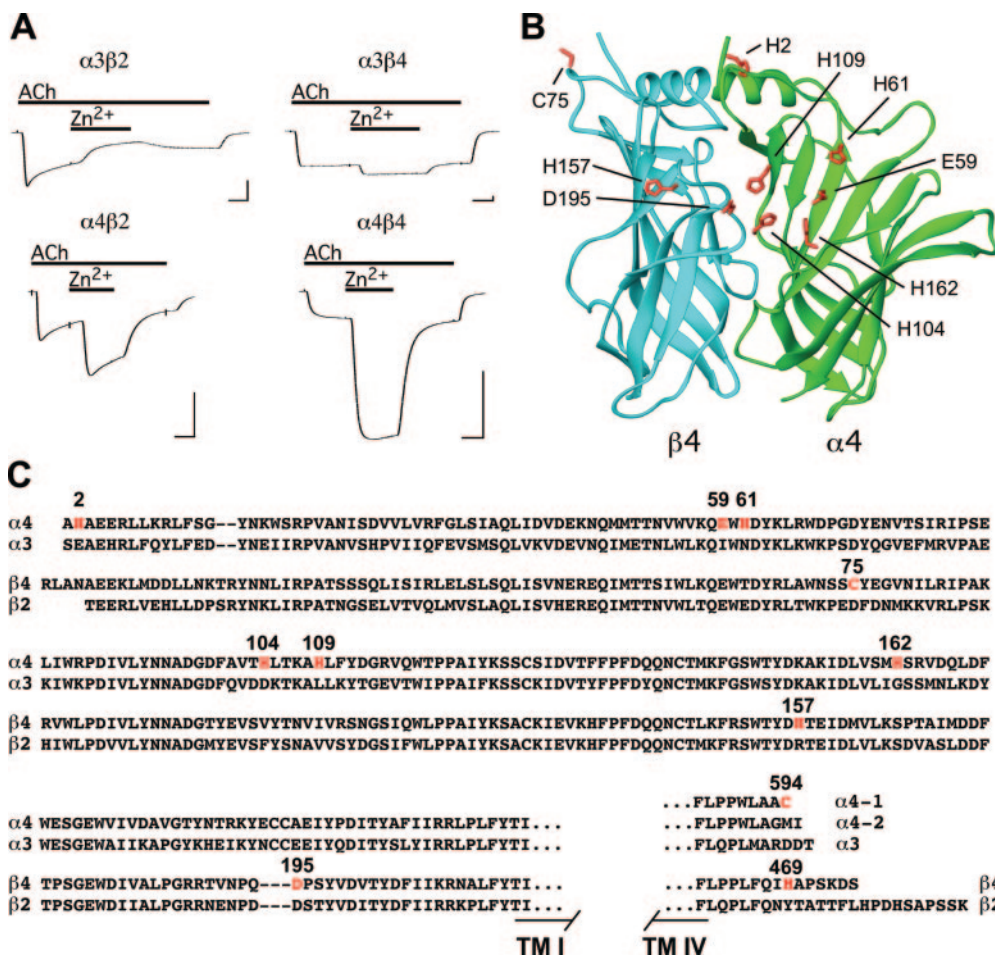 A
B
α3β2
α3β4
ACh
ACh
Zn2+
Zn2+
α4β2
α4β4
ACh
ACh
Zn2+
Zn2+
H2
H109
H61
C75
H157
E59
D195
H162
H104
β4
α4
C
2 59 61
α4 AHAEERLLKRLFSG--YNKWSRPVANISDVVLVRFGLSIAQLIDVDEKNQMMTTNVWVKQEWHDYKLRWDPGDYENVTSIRIPSE
α3 SEAEHRLFQYLFED--YNEIIRPVANVSHPVIIQFEVSMSQLVKVDEVNQIMETNLWLKQIWNDYKLKWKPSDYQGVEFMRVPAE
75
β4 RLANAEEKLMDDLLNKTRYNNLIRPATSSSQLISIRLELSLSQLISVNEREQIMTTSIWLKQEWTDYRLAWNSSCYEGVNILRIPAK
β2 TEERLVEHLLDPSRYNKLIRPATNGSELVTVQLMVSLAQLISVHEREQIMTTNVWLTQEWEDYRLTWKPEDFDNMKKVRLPSK
104 109 162
α4 LIWRPDIVLYNNADGDFAVTHLTKAHLFYDGRVQWTPPAIYKSSCSIDVTFFPFDQQNCTMKFGSWTYDKAKIDLVSMHSRVDQLDF
α3 KIWKPDIVLYNNADGDFQVDDKTKALLKYTGEVTWIPPAIFKSSCKIDVTYFPFDQQNCTMKFGSWSYDKAKIDLVLIGSSMNLKDY
157
β4 RVWLPDIVLYNNADGTYEVSVYTNVIVRSNGSIQWLPPAIYKSACKIEVKHFPFDQQNCTLKFRSWTYDHTEIDMVLKSPTAIMDDF
β2 HIWLPDVVLYNNADGMYEVSFYSNAVVSYDGSIFWLPPAIYKSACKIEVKHFPFDQQNCTMKFRSWTYDRTEIDLVLKSDVASLDDF
594
...FLPPWLAAC α4-1
α4 WESGEWVIVDAVGTYNTRKYECCAEIYPDITYAFIIRRLPLFYTI... ...FLPPWLAGMI α4-2
α3 WESGEWAIIKAPGYKHEIKYNCCEEIYQDITYSLYIRRLPLFYTI... ...FLQPLMARDDT α3
195 469
β4 TPSGEWDIVALPGRRTVNPQ---DPSYVDVTYDFIIKRNALFYTI... ...FLPPLFQIHAPSKDS β4
β2 TPSGEWDIIALPGRRNENPD---DSTYVDITYDFIIRRKPLFYTI... ...FLQPLFQNYTATTFLHPDHSAPSSK β2
TM I TM IV